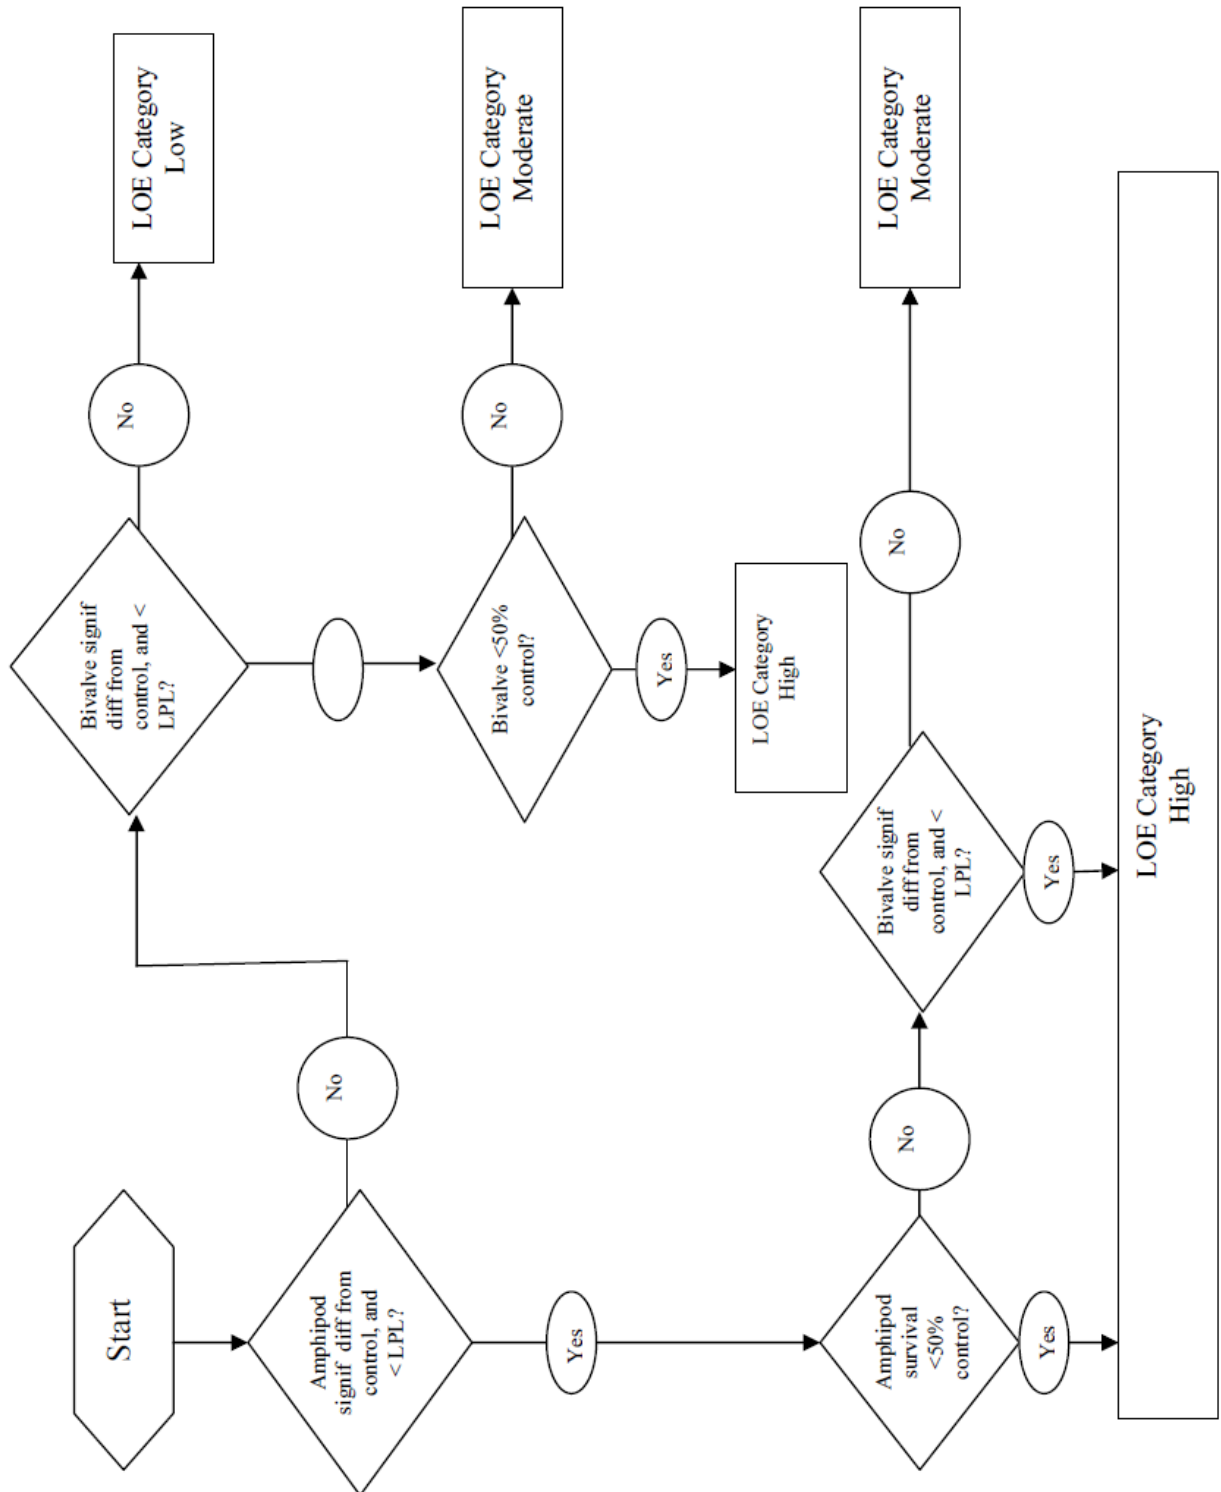 Start
Amphipod
signif diff from
control, and
< LPL?
No
Bivalve signif
diff from
control, and <
LPL?
No
LOE Category
Low
Bivalve <50%
control?
No
LOE Category
Moderate
Yes
LOE Category
High
Yes
Amphipod
survival
<50%
control?
No
Bivalve signif
diff from
control, and <
LPL?
No
LOE Category
Moderate
Yes
Yes
LOE Category
High